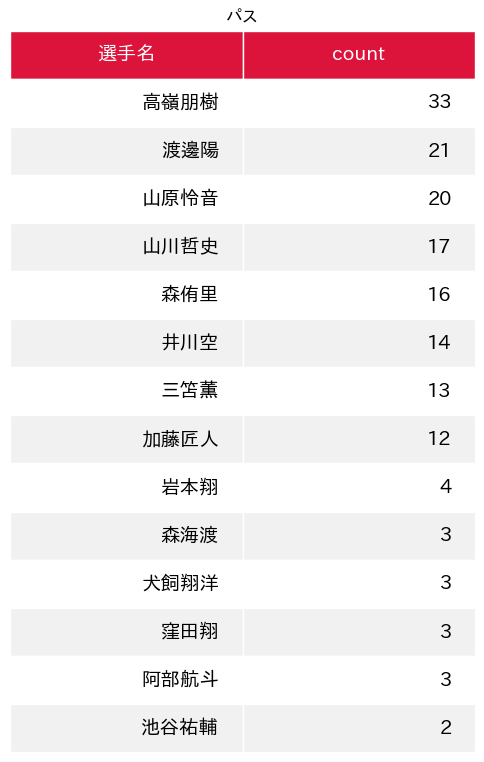 パス
選手名 count
高嶺朋樹 33
渡邊陽 21
山原怜音 20
山川哲史 17
森侑里 16
井川空 14
三笘薫 13
加藤匠人 12
岩本翔 4
森海渡 3
犬飼翔洋 3
窪田翔 3
阿部航斗 3
池谷祐輔 2